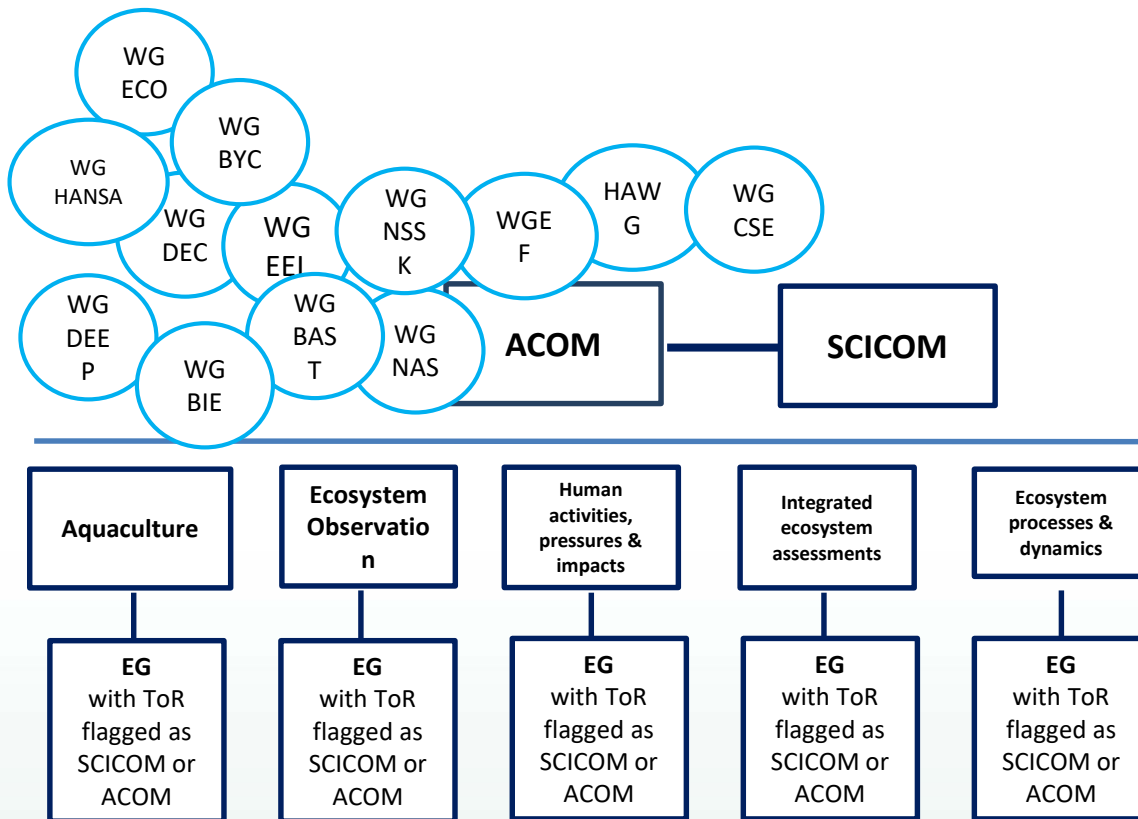 WG
ECO
WG
BYC
WG
HANSA
WG
DEC
WG
EEL
WG
NSS
K
WGE
F
HAW
G
WG
CSE
WG
DEE
P
WG
BIE
WG
BAS
T
WG
NAS
ACOM
SCICOM
Aquaculture
Ecosystem
Observatio
n
Human
activities,
pressures &
impacts
Integrated
ecosystem
assessments
Ecosystem
processes &
dynamics
EG
with ToR
flagged as
SCICOM or
ACOM
EG
with ToR
flagged as
SCICOM or
ACOM
EG
with ToR
flagged as
SCICOM or
ACOM
EG
with ToR
flagged as
SCICOM or
ACOM
EG
with ToR
flagged as
SCICOM or
ACOM